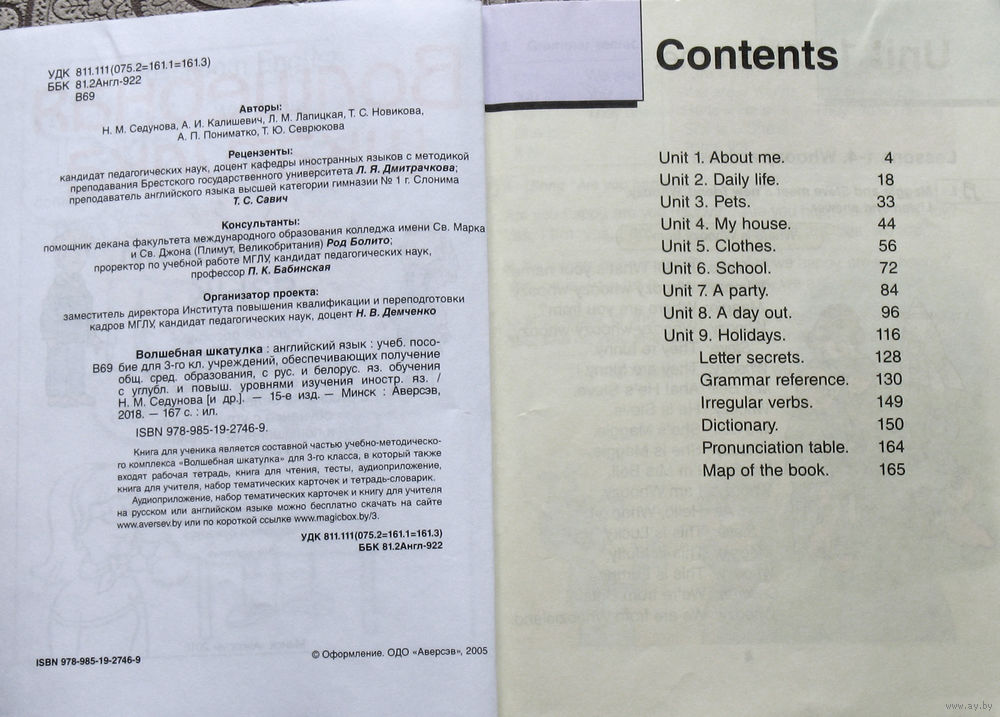 УДК 811.111(075.2=161.1=161.3)
ББК 81.2Англ-922
В69
Авторы:
Н. М. Седунова, А. И. Калишевич, Л. М. Лапицкая, Т. С. Новикова,
А. П. Пониматко, Т. Ю. Севрюкова
Рецензенты:
кандидат педагогических наук, доцент кафедры иностранных языков с методикой
преподавания Брестского государственного университета Л. Я. Дмитрачкова;
преподаватель английского языка высшей категории гимназии № 1 г. Слонима
Т. С. Савич
Консультанты:
помощник декана факультета международного образования колледжа имени Св. Марка
и Св. Джона (Плимут, Великобритания) Род Болито;
проректор по учебной работе МГЛУ, кандидат педагогических наук,
профессор П. К. Бабинская
Организатор проекта:
заместитель директора Института повышения квалификации и переподготовки
кадров МГЛУ, кандидат педагогических наук, доцент Н. В. Демченко
Волшебная шкатулка : английский язык : учеб. посо-
В69 бие для 3-го кл. учреждений, обеспечивающих получение
общ. сред. образования, с рус. и белорус. яз. обучения
с углубл. и повыш. уровнями изучения иностр. яз. /
Н. М. Седунова [и др.]. — 15-е изд. — Минск : Аверсэв,
2018. — 167 с. : ил.
ISBN 978-985-19-2746-9.
Книга для ученика является составной частью учебно-методическо-
го комплекса «Волшебная шкатулка» для 3-го класса, в который также
входят рабочая тетрадь, книга для чтения, тесты, аудиоприложение,
книга для учителя, набор тематических карточек и тетрадь-словарик.
Аудиоприложение, набор тематических карточек и книгу для учителя
на русском или английском языке можно бесплатно скачать на сайте
www.aversev.by или по короткой ссылке www.magicbox.by/3.
УДК 811.111(075.2=161.1=161.3)
ББК 81.2Англ-922
ISBN 978-985-19-2746-9
© Оформление. ОДО «Аверсэв», 2005
Contents
Unit 1. About me. 4
Unit 2. Daily life. 18
Unit 3. Pets. 33
Unit 4. My house. 44
Unit 5. Clothes. 56
Unit 6. School. 72
Unit 7. A party. 84
Unit 8. A day out. 96
Unit 9. Holidays. 116
Letter secrets. 128
Grammar reference. 130
Irregular verbs. 149
Dictionary. 150
Pronunciation table. 164
Map of the book. 165
www.ay.by